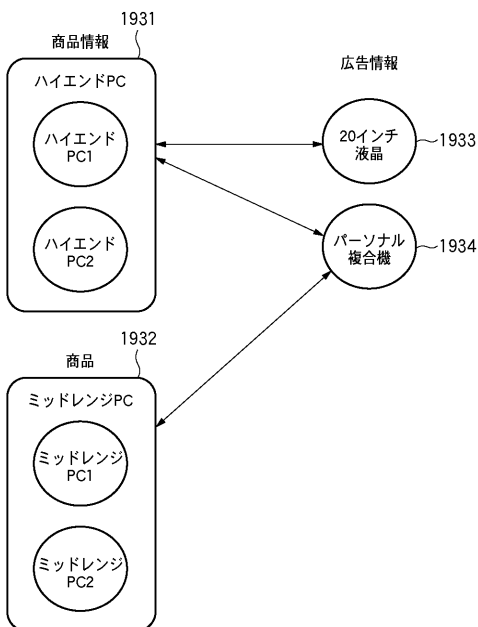 1931
商品情報
ハイエンドPC
ハイエンド
PC1
ハイエンド
PC2
広告情報
20インチ
液晶
1933
パーソナル
複合機
1934
1932
商品
ミッドレンジPC
ミッドレンジ
PC1
ミッドレンジ
PC2